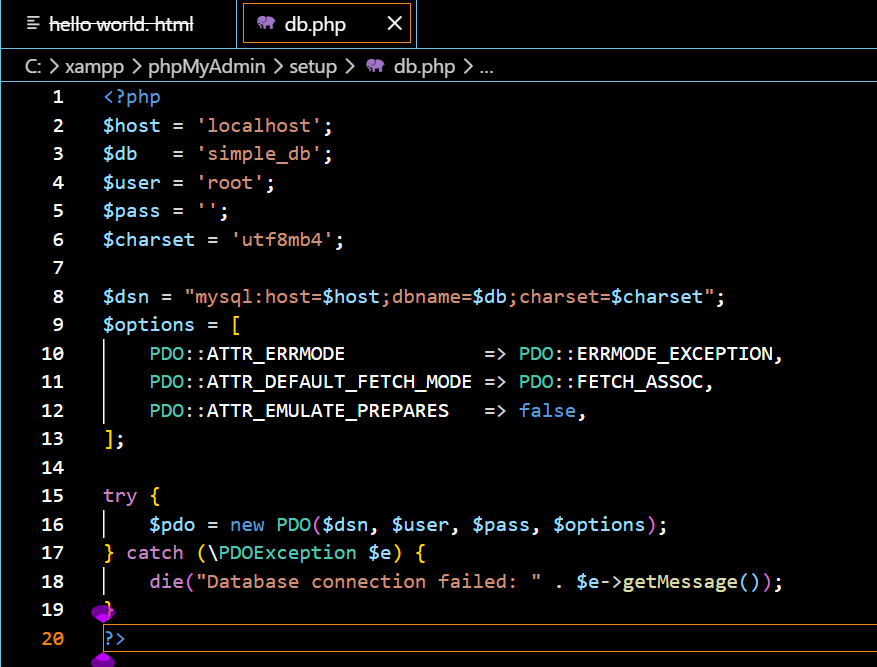 hello world. html
db.php
C: > xampp > phpMyAdmin > setup > db.php > ...
1 <?php
2 $host = 'localhost';
3 $db   = 'simple_db';
4 $user = 'root';
5 $pass = '';
6 $charset = 'utf8mb4';
7
8 $dsn = "mysql:host=$host;dbname=$db;charset=$charset";
9 $options = [
10     PDO::ATTR_ERRMODE            => PDO::ERRMODE_EXCEPTION,
11     PDO::ATTR_DEFAULT_FETCH_MODE => PDO::FETCH_ASSOC,
12     PDO::ATTR_EMULATE_PREPARES   => false,
13 ];
14
15 try {
16     $pdo = new PDO($dsn, $user, $pass, $options);
17 } catch (\PDOException $e) {
18     die("Database connection failed: " . $e->getMessage());
19 }
20 ?>